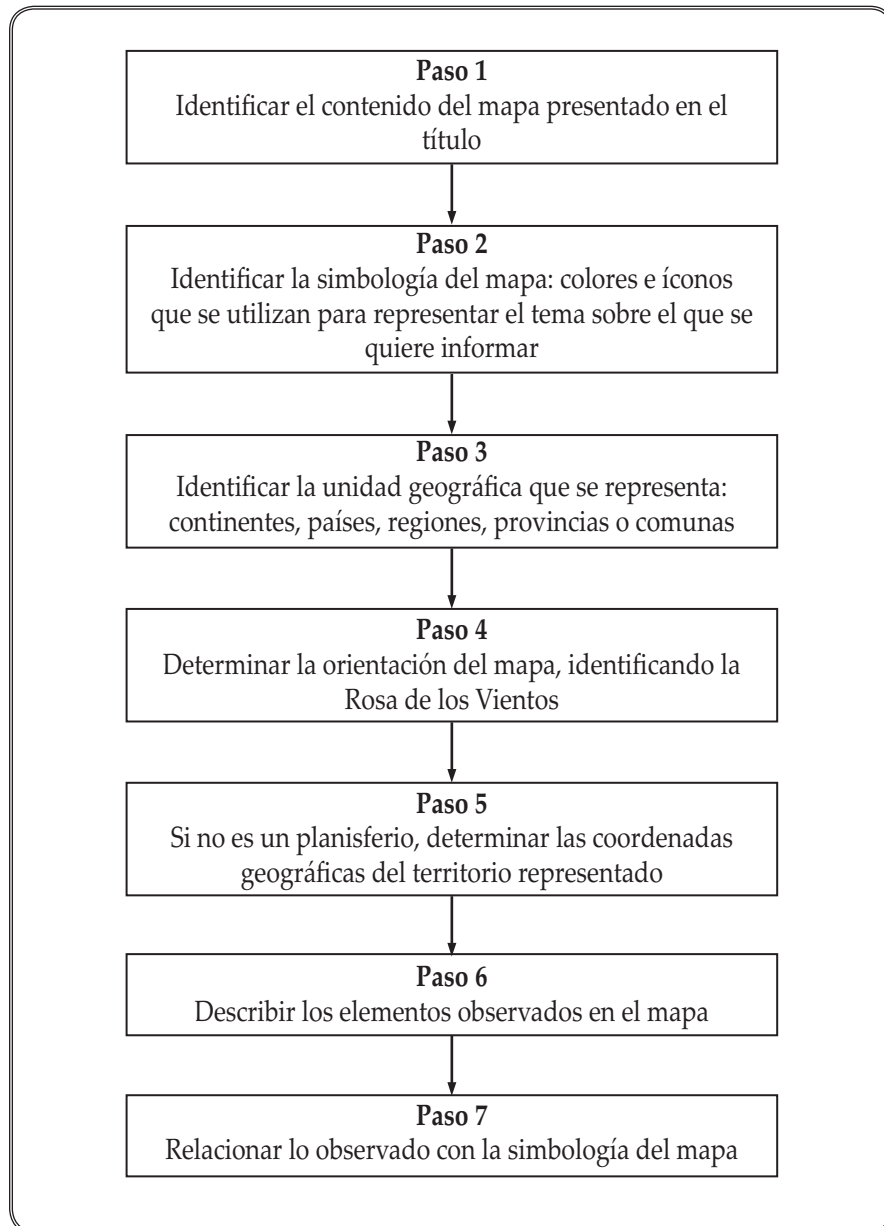 Paso 1
Identificar el contenido del mapa presentado en el
título
Paso 2
Identificar la simbología del mapa: colores e íconos
que se utilizan para representar el tema sobre el que se
quiere informar
Paso 3
Identificar la unidad geográfica que se representa:
continentes, países, regiones, provincias o comunas
Paso 4
Determinar la orientación del mapa, identificando la
Rosa de los Vientos
Paso 5
Si no es un planisferio, determinar las coordenadas
geográficas del territorio representado
Paso 6
Describir los elementos observados en el mapa
Paso 7
Relacionar lo observado con la simbología del mapa